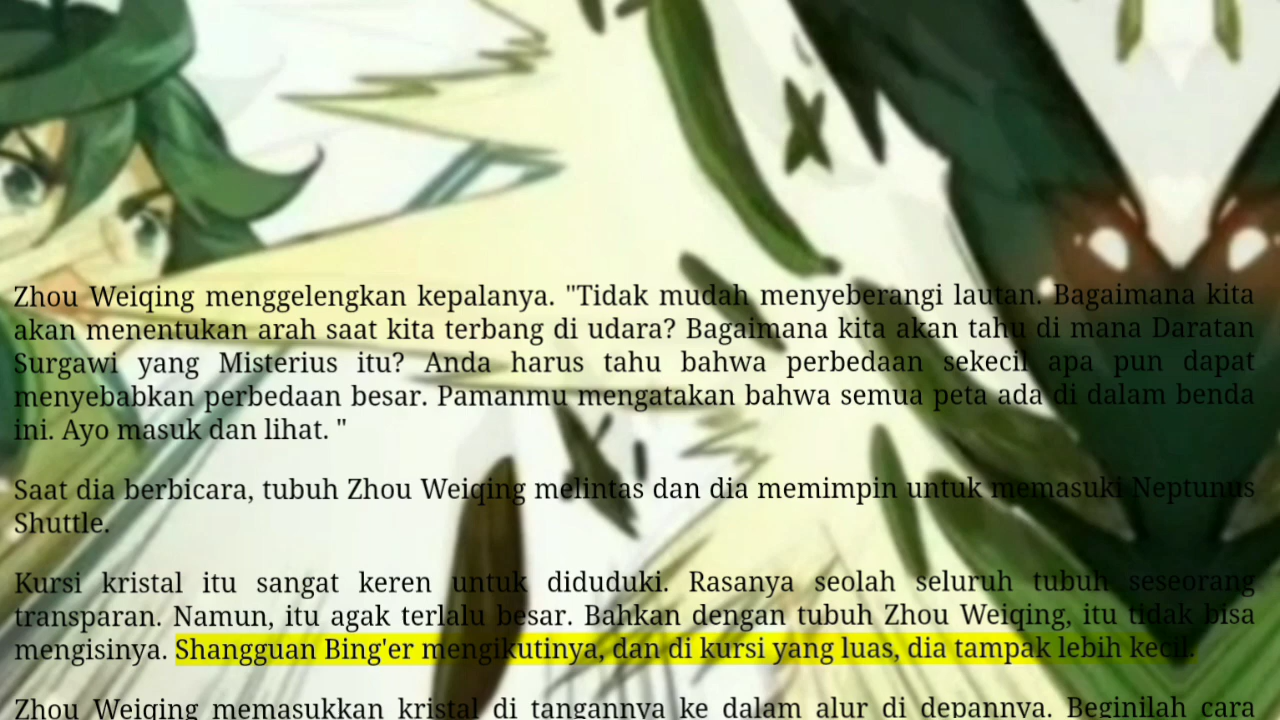 Zhou Weiqing menggelengkan kepalanya. "Tidak mudah menyeberangi lautan. Bagaimana kita
akan menentukan arah saat kita terbang di udara? Bagaimana kita akan tahu di mana Daratan
Surgawi yang Misterius itu? Anda harus tahu bahwa perbedaan sekecil apa pun dapat
menyebabkan perbedaan besar. Pamanmu mengatakan bahwa semua peta ada di dalam benda
ini. Ayo masuk dan lihat. "
Saat dia berbicara, tubuh Zhou Weiqing melintas dan dia memimpin untuk memasuki Neptunus
Shuttle.
Kursi kristal itu sangat keren untuk diduduki. Rasanya seolah seluruh tubuh seseorang
transparan. Namun, itu agak terlalu besar. Bahkan dengan tubuh Zhou Weiqing, itu tidak bisa
mengisinya. Shangguan Bing'er mengikutinya, dan di kursi yang luas, dia tampak lebih kecil.
Zhou Weiqing memasukkan kristal di tangannya ke dalam alur di depannya. Beginilah cara